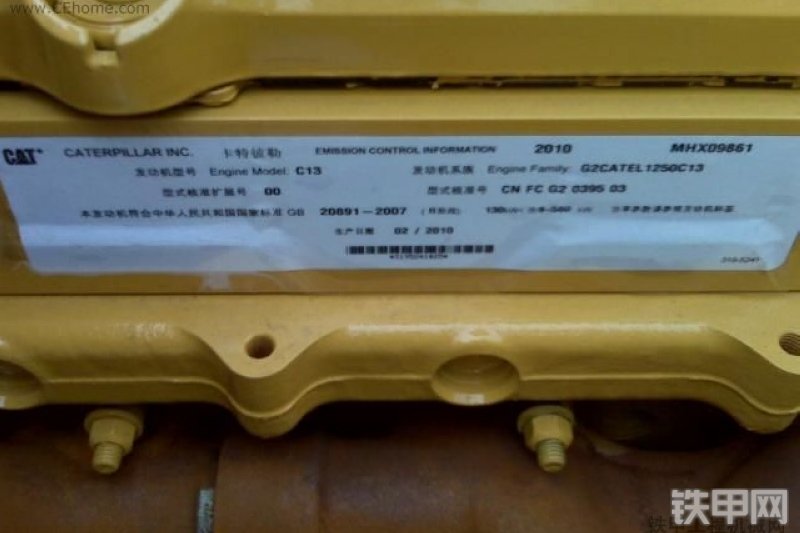 www.CEhome.com
CAT CATERPILLAR INC. 卡特彼勒 EMISSION CONTROL INFORMATION 2010 MHX09861
发动机型号 Engine Model: C13 发动机系族 Engine Family: G2CATEL1250C13
型式核准扩展号 00 型式核准号 CN FC G2 0395 03
本发动机符合中华人民共和国国家标准 GB 20891-2007
生产日期 02 / 2010
铁甲网